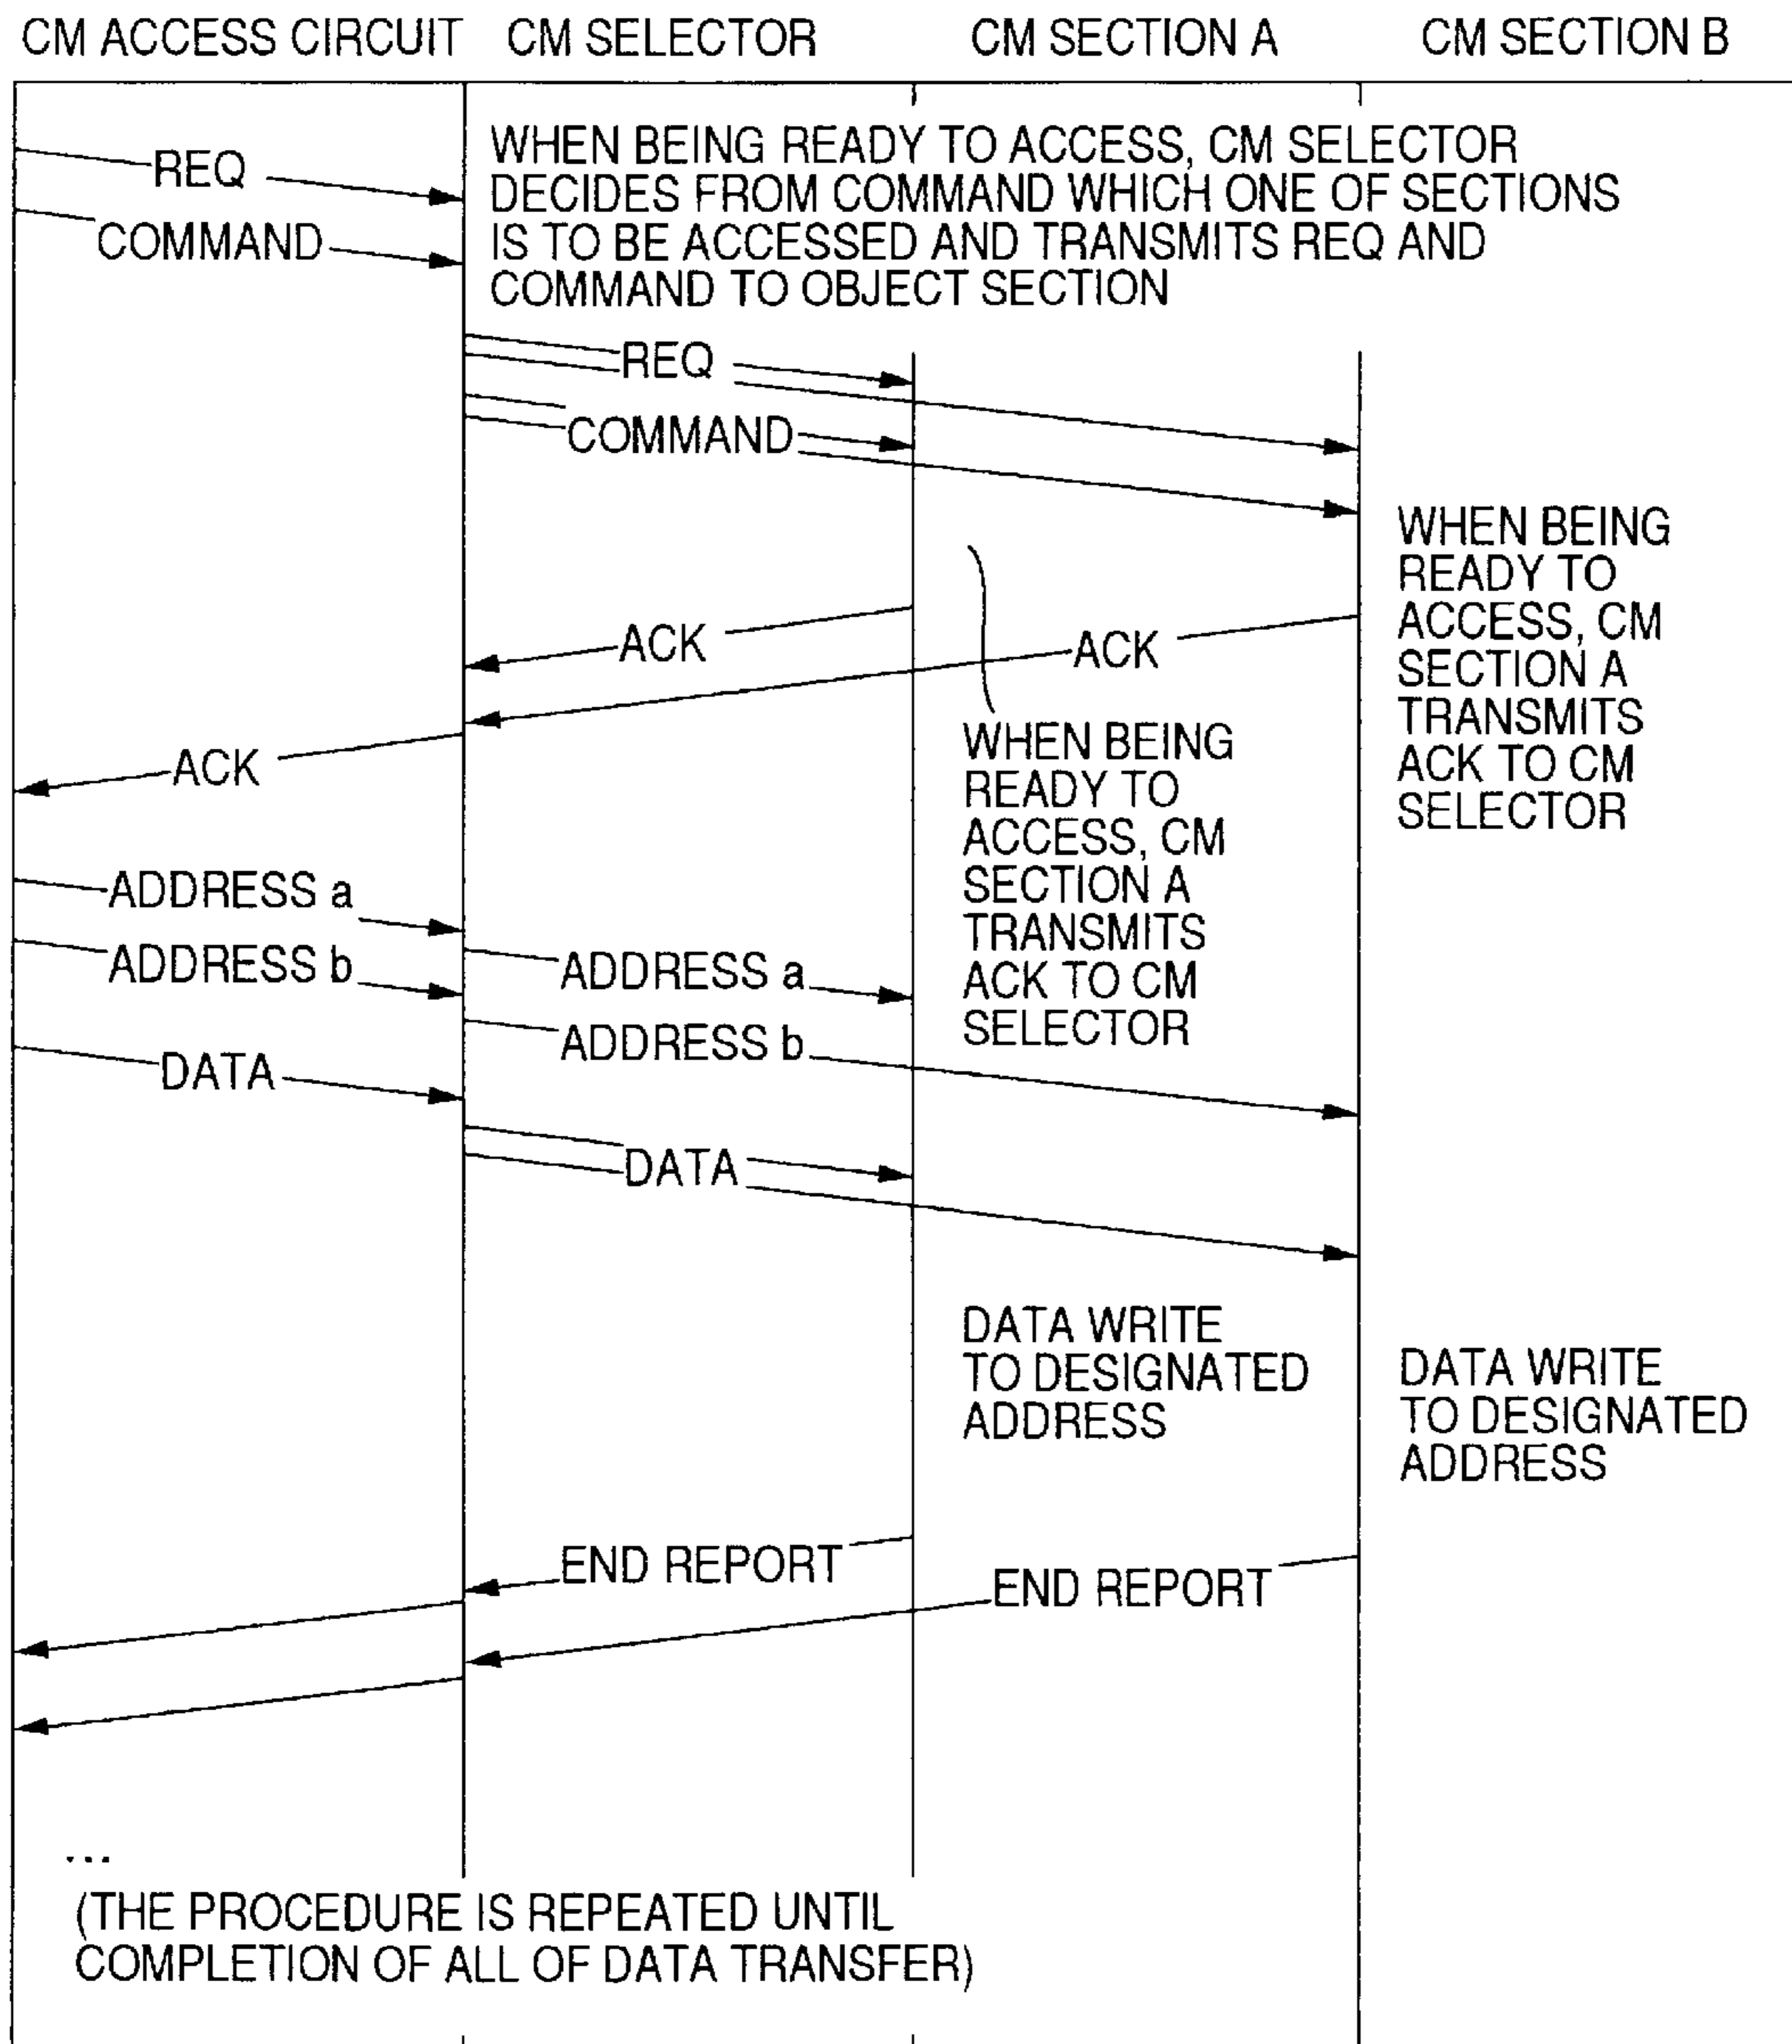 CM ACCESS CIRCUIT CM SELECTOR CM SECTION A CM SECTION B
WHEN BEING READY TO ACCESS, CM SELECTOR
DECIDES FROM COMMAND WHICH ONE OF SECTIONS
IS TO BE ACCESSED AND TRANSMITS REQ AND
COMMAND TO OBJECT SECTION
REQ
COMMAND
REQ
COMMAND
WHEN BEING
READY TO
ACCESS, CM
SECTION A
TRANSMITS
ACK TO CM
SELECTOR
ACK
ACK
ACK
WHEN BEING
READY TO
ACCESS, CM
SECTION A
TRANSMITS
ACK TO CM
SELECTOR
ADDRESS a
ADDRESS b
ADDRESS a
ADDRESS b
DATA
DATA
DATA WRITE
TO DESIGNATED
ADDRESS
DATA WRITE
TO DESIGNATED
ADDRESS
END REPORT
END REPORT
...
(THE PROCEDURE IS REPEATED UNTIL
COMPLETION OF ALL OF DATA TRANSFER)